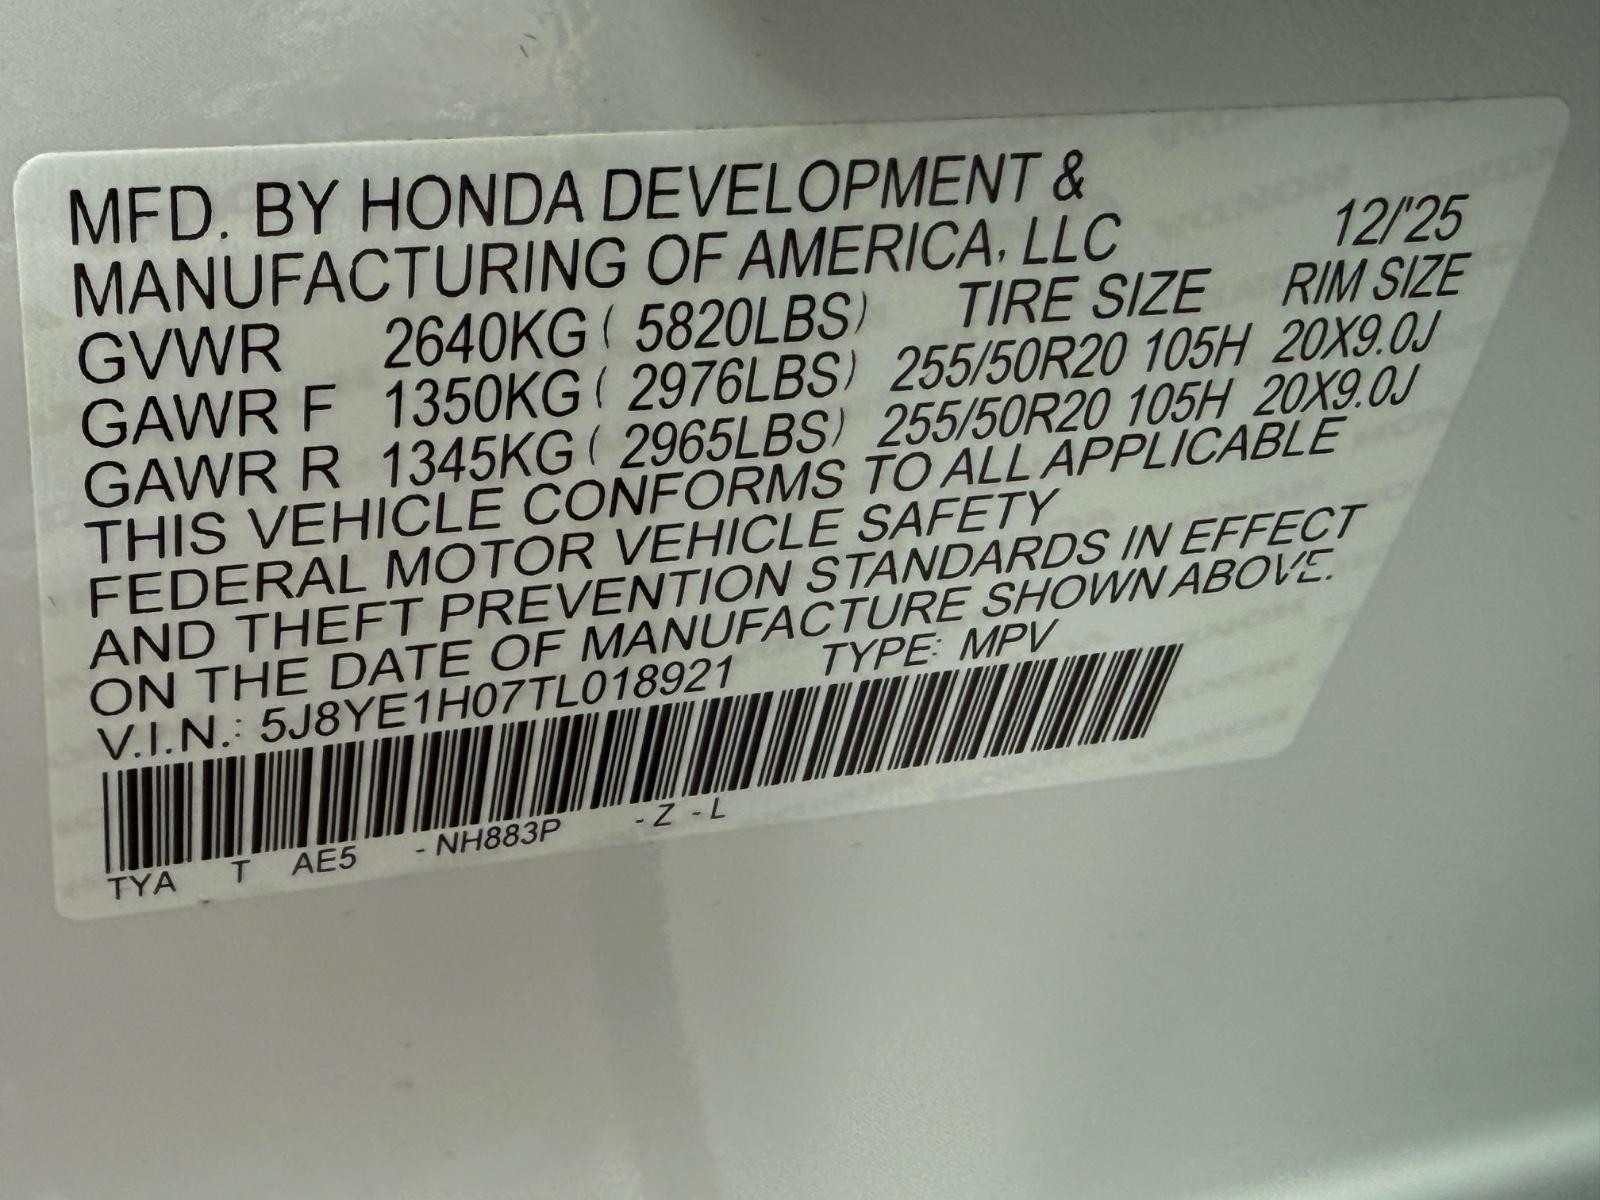 MFD. BY HONDA DEVELOPMENT &
MANUFACTURING OF AMERICA, LLC 12/'25
GVWR 2640KG ( 5820LBS) TIRE SIZE RIM SIZE
GAWR F 1350KG ( 2976LBS) 255/50R20 105H 20X9.0J
GAWR R 1345KG ( 2965LBS) 255/50R20 105H 20X9.0J
THIS VEHICLE CONFORMS TO ALL APPLICABLE
FEDERAL MOTOR VEHICLE SAFETY
AND THEFT PREVENTION STANDARDS IN EFFECT
ON THE DATE OF MANUFACTURE SHOWN ABOVE.
V.I.N.: 5J8YE1H07TL018921 TYPE: MPV
TYA T AE5 - NH883P - Z - L